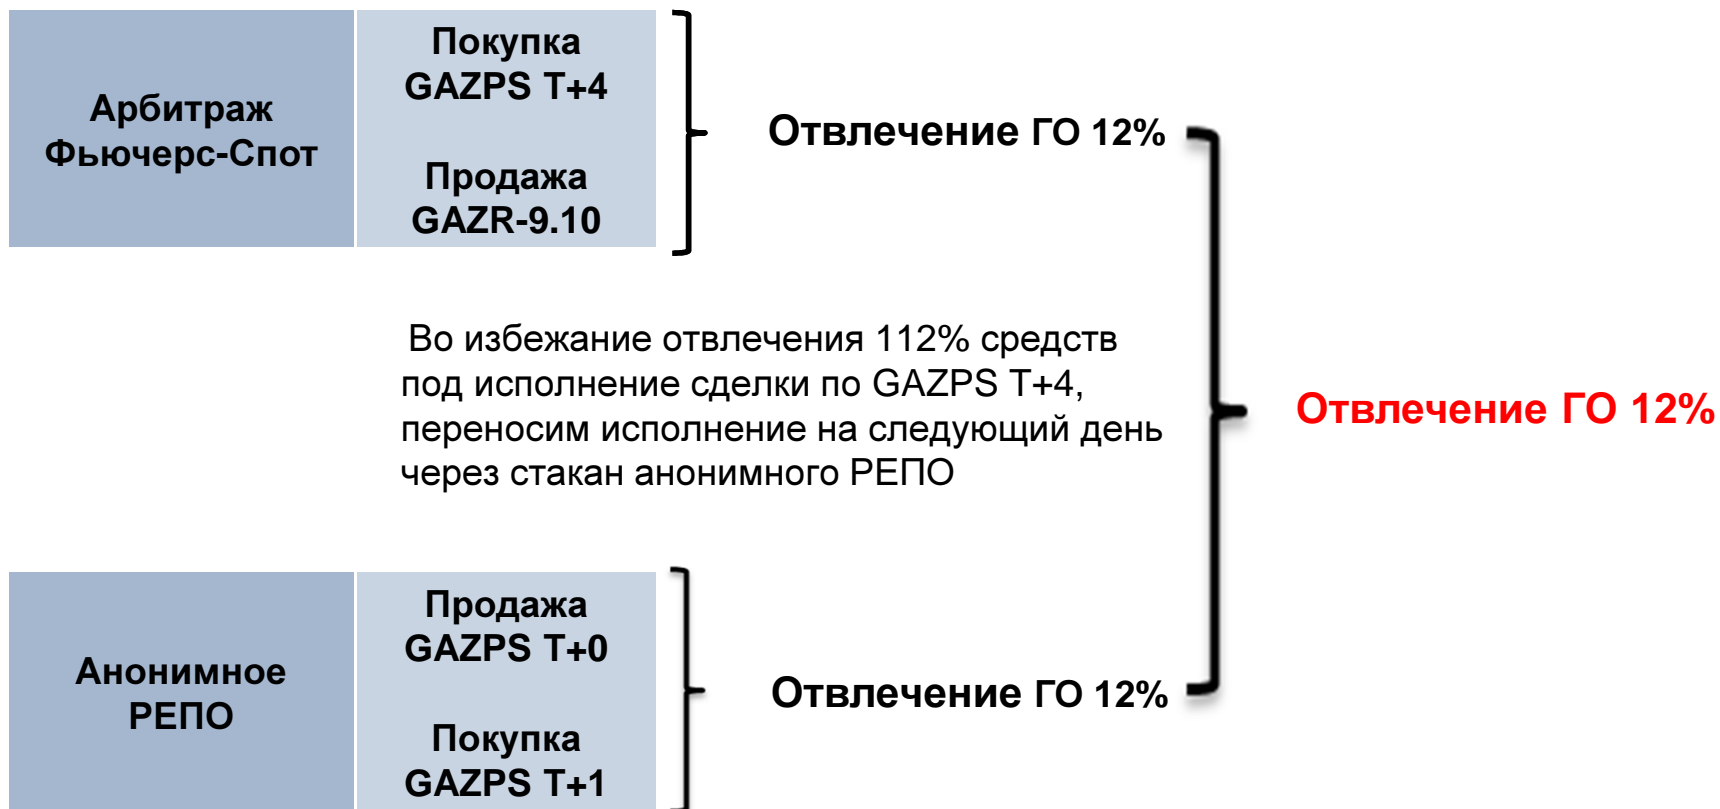 Арбитраж
Фьючерс-Спот
Покупка
GAZPS T+4
Продажа
GAZR-9.10
Отвлечение ГО 12%
Во избежание отвлечения 112% средств
под исполнение сделки по GAZPS T+4,
переносим исполнение на следующий день
через стакан анонимного РЕПО
Отвлечение ГО 12%
Анонимное
РЕПО
Продажа
GAZPS T+0
Покупка
GAZPS T+1
Отвлечение ГО 12%